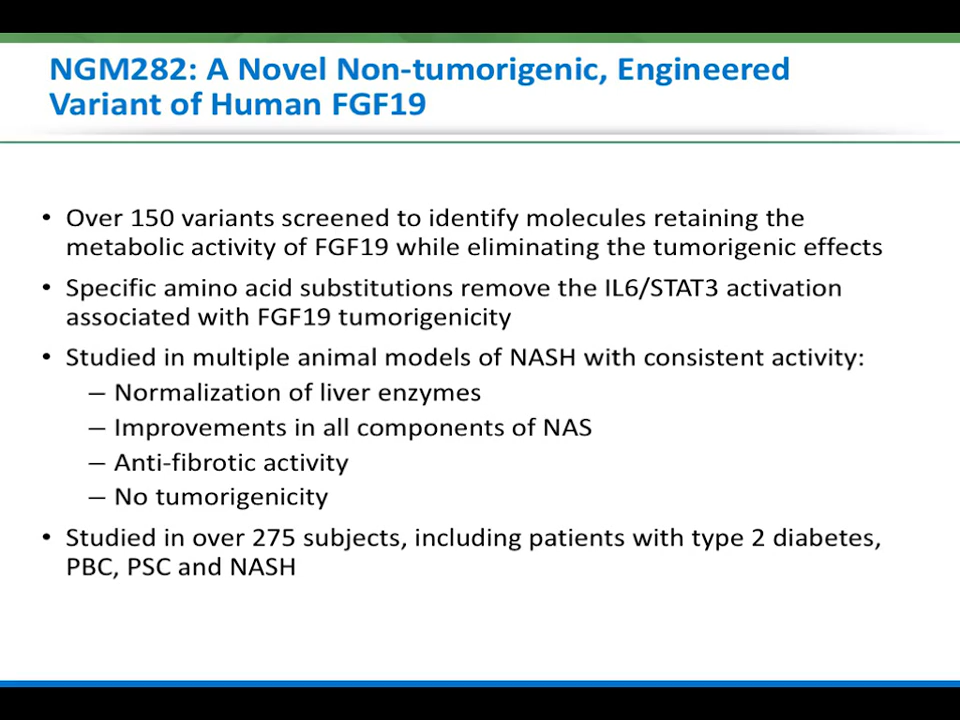 NGM282: A Novel Non-tumorigenic, Engineered
Variant of Human FGF19
• Over 150 variants screened to identify molecules retaining the
metabolic activity of FGF19 while eliminating the tumorigenic effects
• Specific amino acid substitutions remove the IL6/STAT3 activation
associated with FGF19 tumorigenicity
• Studied in multiple animal models of NASH with consistent activity:
– Normalization of liver enzymes
– Improvements in all components of NAS
– Anti-fibrotic activity
– No tumorigenicity
• Studied in over 275 subjects, including patients with type 2 diabetes,
PBC, PSC and NASH